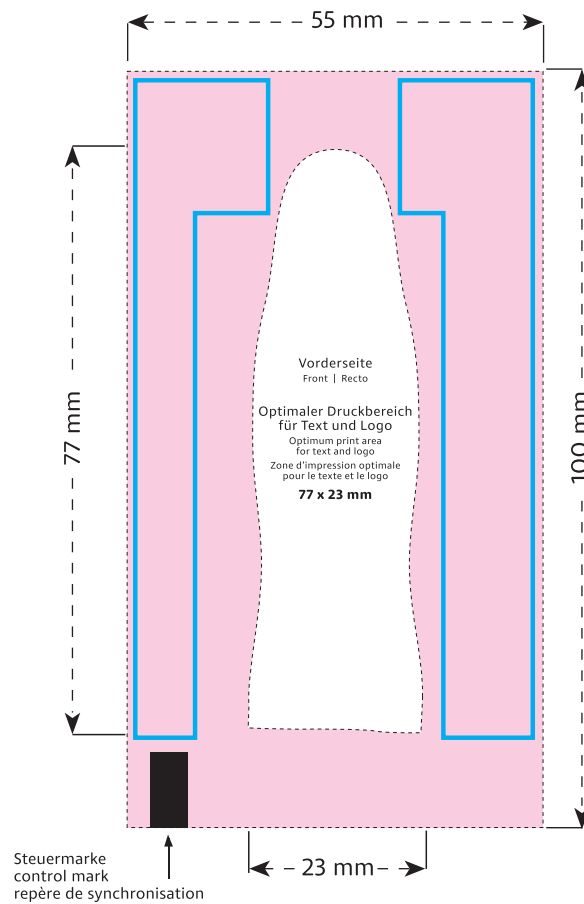 55 mm
77 mm
100 mm
Vorderseite
Front | Recto
Optimaler Druckbereich
für Text und Logo
Optimum print area
for text and logo
Zone d'impression optimale
pour le texte et le logo
77 x 23 mm
23 mm
Steuermarke
control mark
repère de synchronisation